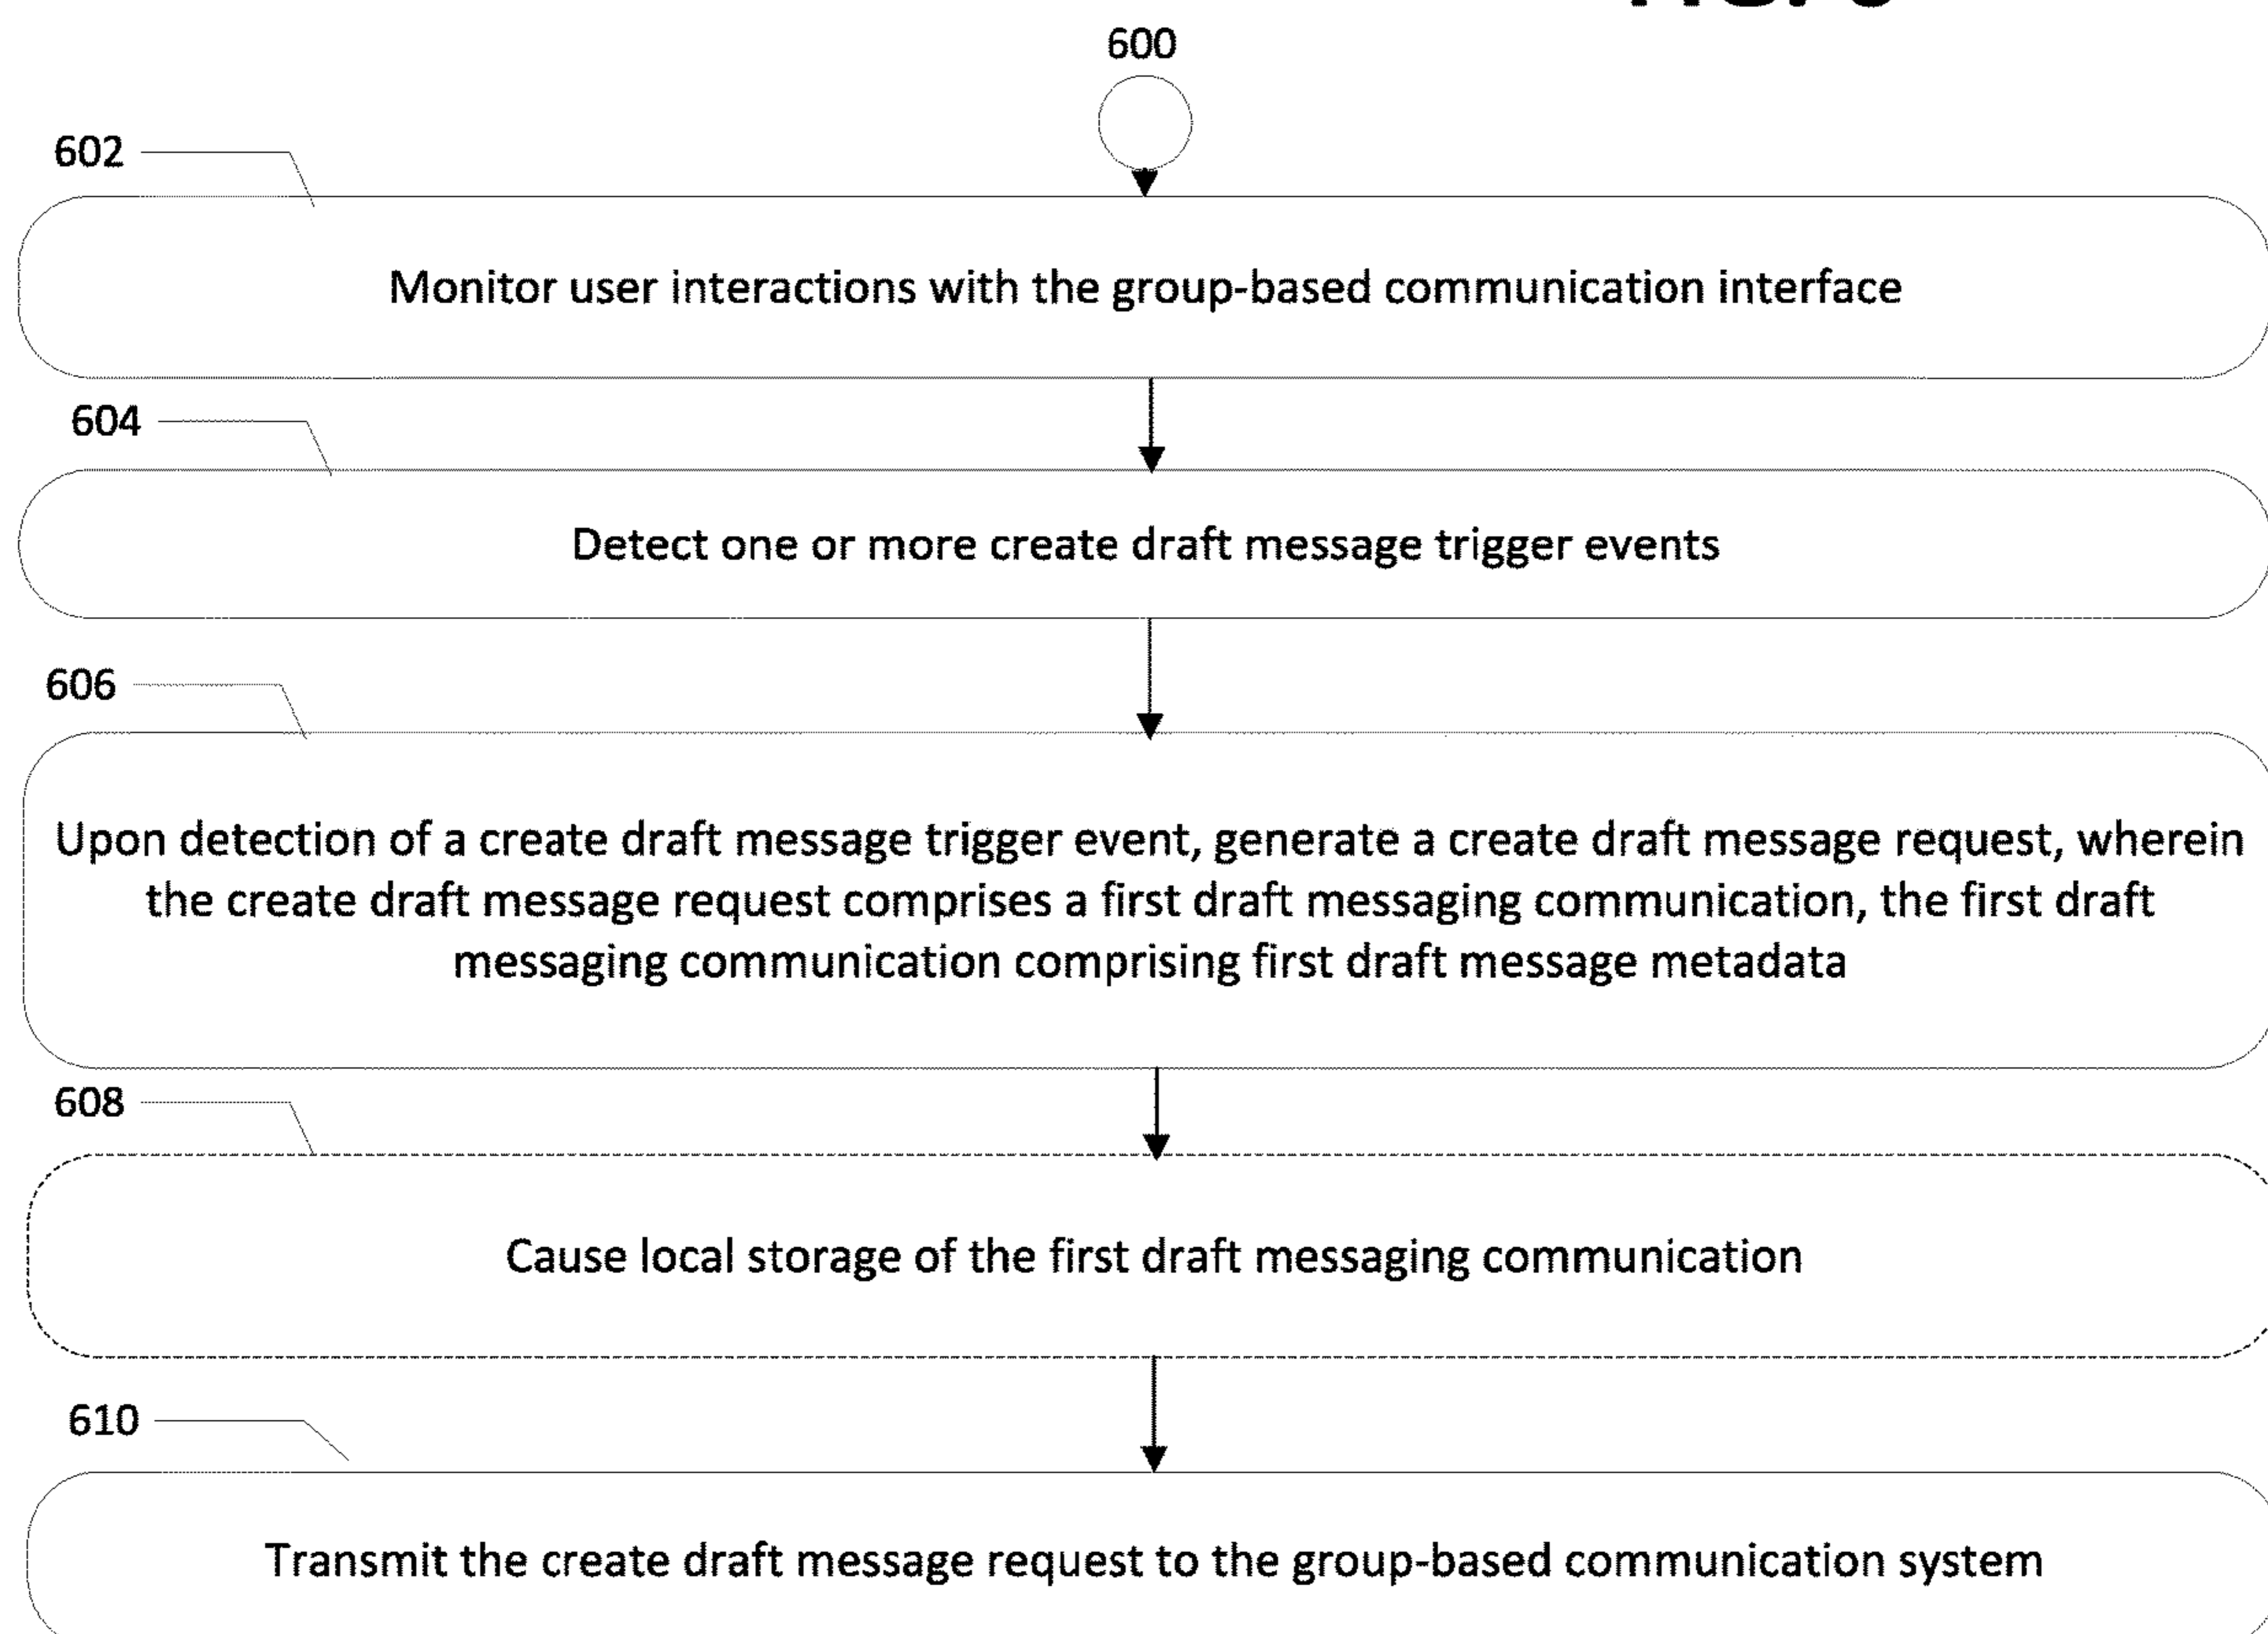 600
602
Monitor user interactions with the group-based communication interface
604
Detect one or more create draft message trigger events
606
Upon detection of a create draft message trigger event, generate a create draft message request, wherein
the create draft message request comprises a first draft messaging communication, the first draft
messaging communication comprising first draft message metadata
608
Cause local storage of the first draft messaging communication
610
Transmit the create draft message request to the group-based communication system